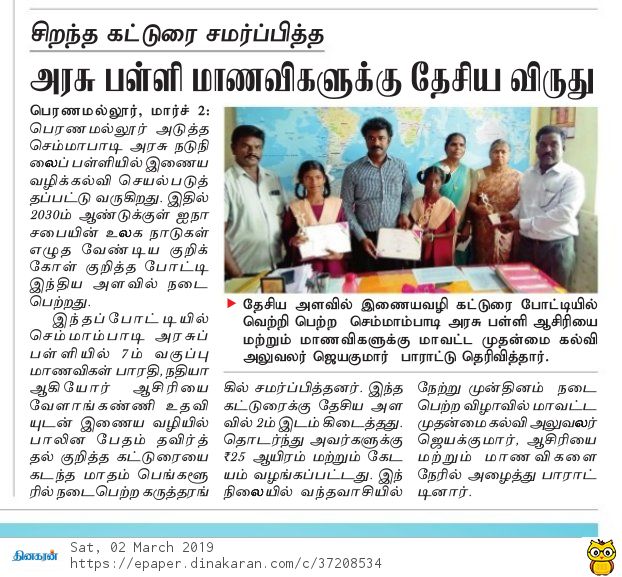 சிறந்த கட்டுரை சமர்ப்பித்த
அரசு பள்ளி மாணவிகளுக்கு தேசிய விருது
பெரணமல்லூர், மார்ச் 2:
பெரணமல்லூர் அடுத்த
செம்மாபாடி அரசு நடுநி
லைப் பள்ளியில் இணைய
வழிக்கல்வி செயல்படுத்
தப்பட்டு வருகிறது. இதில்
2030ம் ஆண்டுக்குள் ஐநா
சபையின் உலக நாடுகள்
எழுத வேண்டிய குறிக்
கோள் குறித்த போட்டி
இந்திய அளவில் நடை
பெற்றது.
இந்தப்போட்டியில்
செம்மாம்பாடி அரசுப்
பள்ளியில் 7ம் வகுப்பு
மாணவிகள் பாரதி, நதியா
ஆகியோர் ஆசிரியை
வேளாங்கண்ணி உதவி
யுடன் இணைய வழியில்
பாலின பேதம் தவிர்த்
தல் குறித்த கட்டுரையை
கடந்த மாதம் பெங்களூ
ரில் நடைபெற்ற கருத்தரங்
தேசிய அளவில் இணையவழி கட்டுரை போட்டியில்
வெற்றி பெற்ற செம்மாம்பாடி அரசு பள்ளி ஆசிரியை
மற்றும் மாணவிகளுக்கு மாவட்ட முதன்மை கல்வி
அலுவலர் ஜெயகுமார் பாராட்டு தெரிவித்தார்.
கில் சமர்ப்பித்தனர். இந்த
கட்டுரைக்கு தேசிய அள
வில் 2ம் இடம் கிடைத்தது.
தொடர்ந்து அவர்களுக்கு
₹25 ஆயிரம் மற்றும் கேட
யம் வழங்கப்பட்டது. இந்
நிலையில் வந்தவாசியில்
நேற்று முன்தினம் நடை
பெற்ற விழாவில் மாவட்ட
முதன்மை கல்வி அலுவலர்
ஜெயக்குமார், ஆசிரியை
மற்றும் மாணவிகளை
நேரில் அழைத்து பாராட்
டினார்.
தினகரன்
Sat, 02 March 2019
https://epaper.dinakaran.com/c/37208534